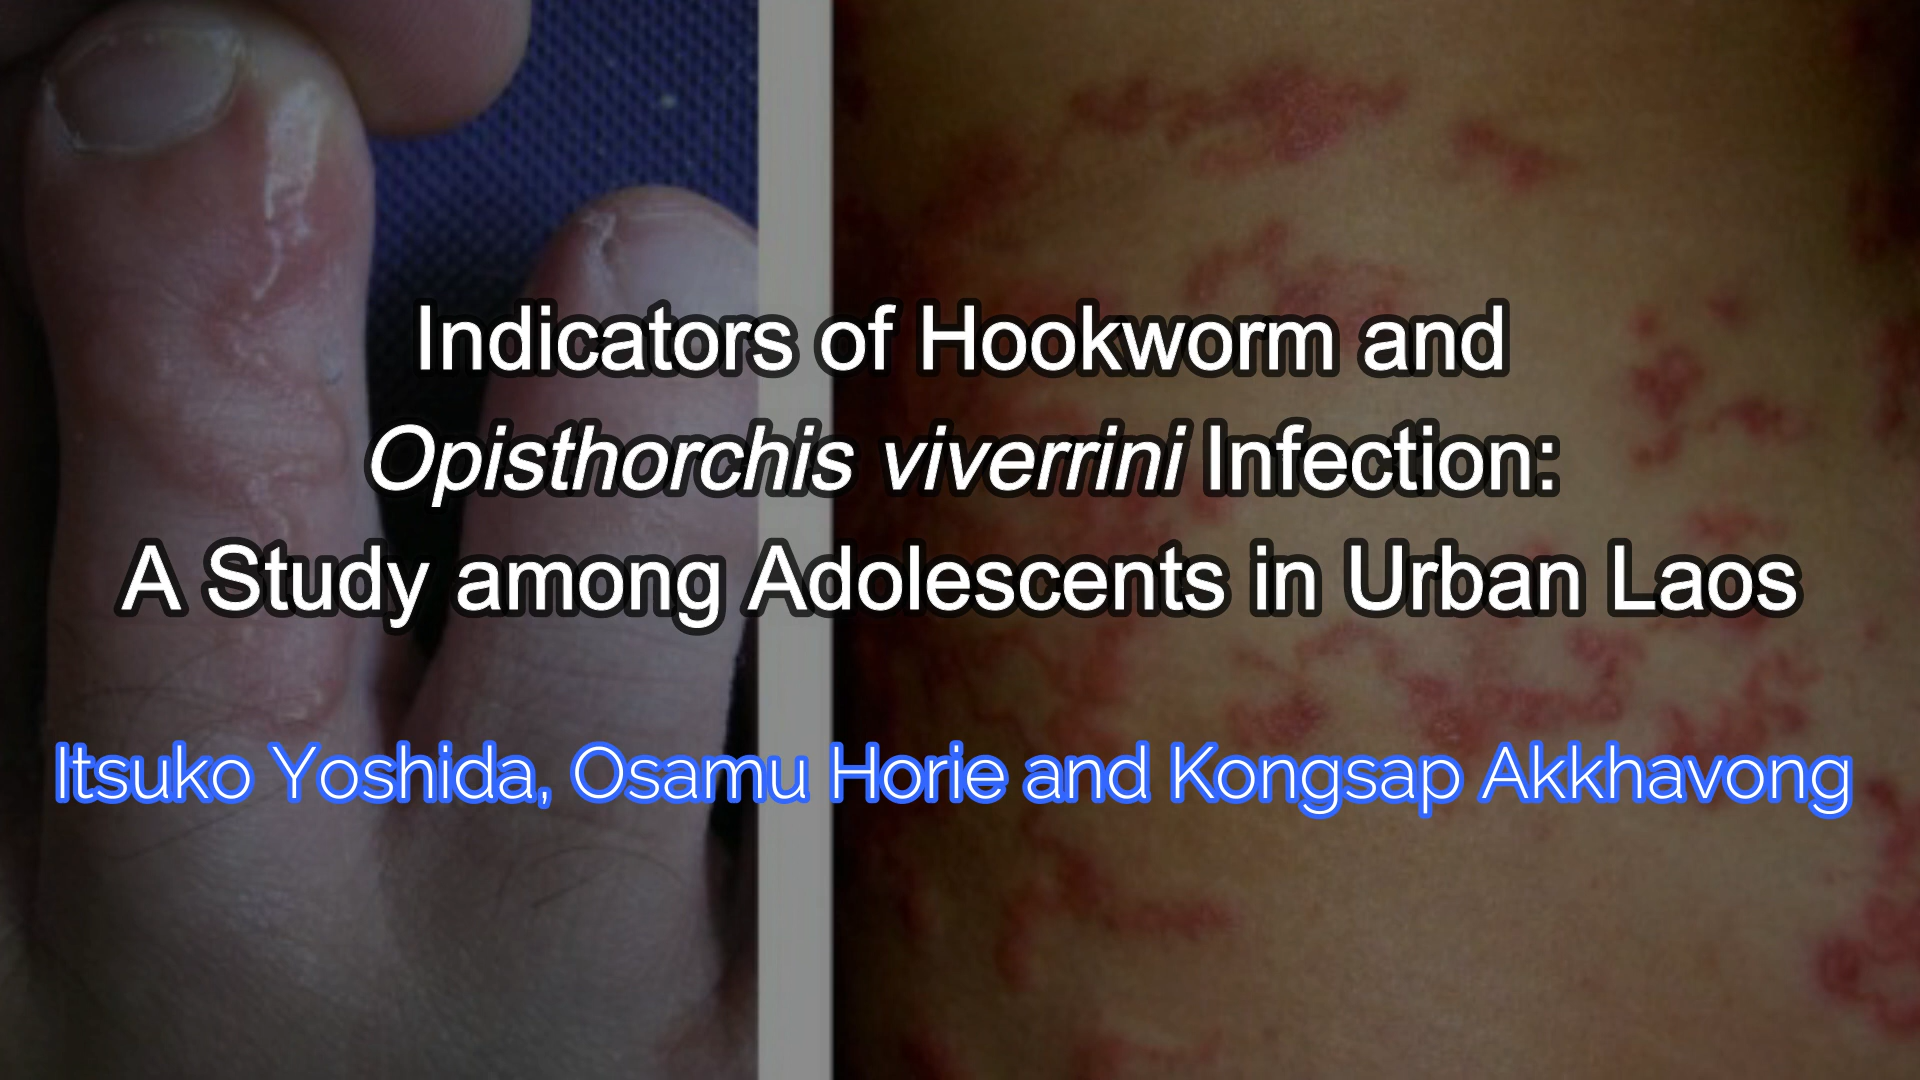 Indicators of Hookworm and
Opisthorchis viverrini Infection:
A Study among Adolescents in Urban Laos
Itsuko Yoshida, Osamu Horie and Kongsap Akkhavong